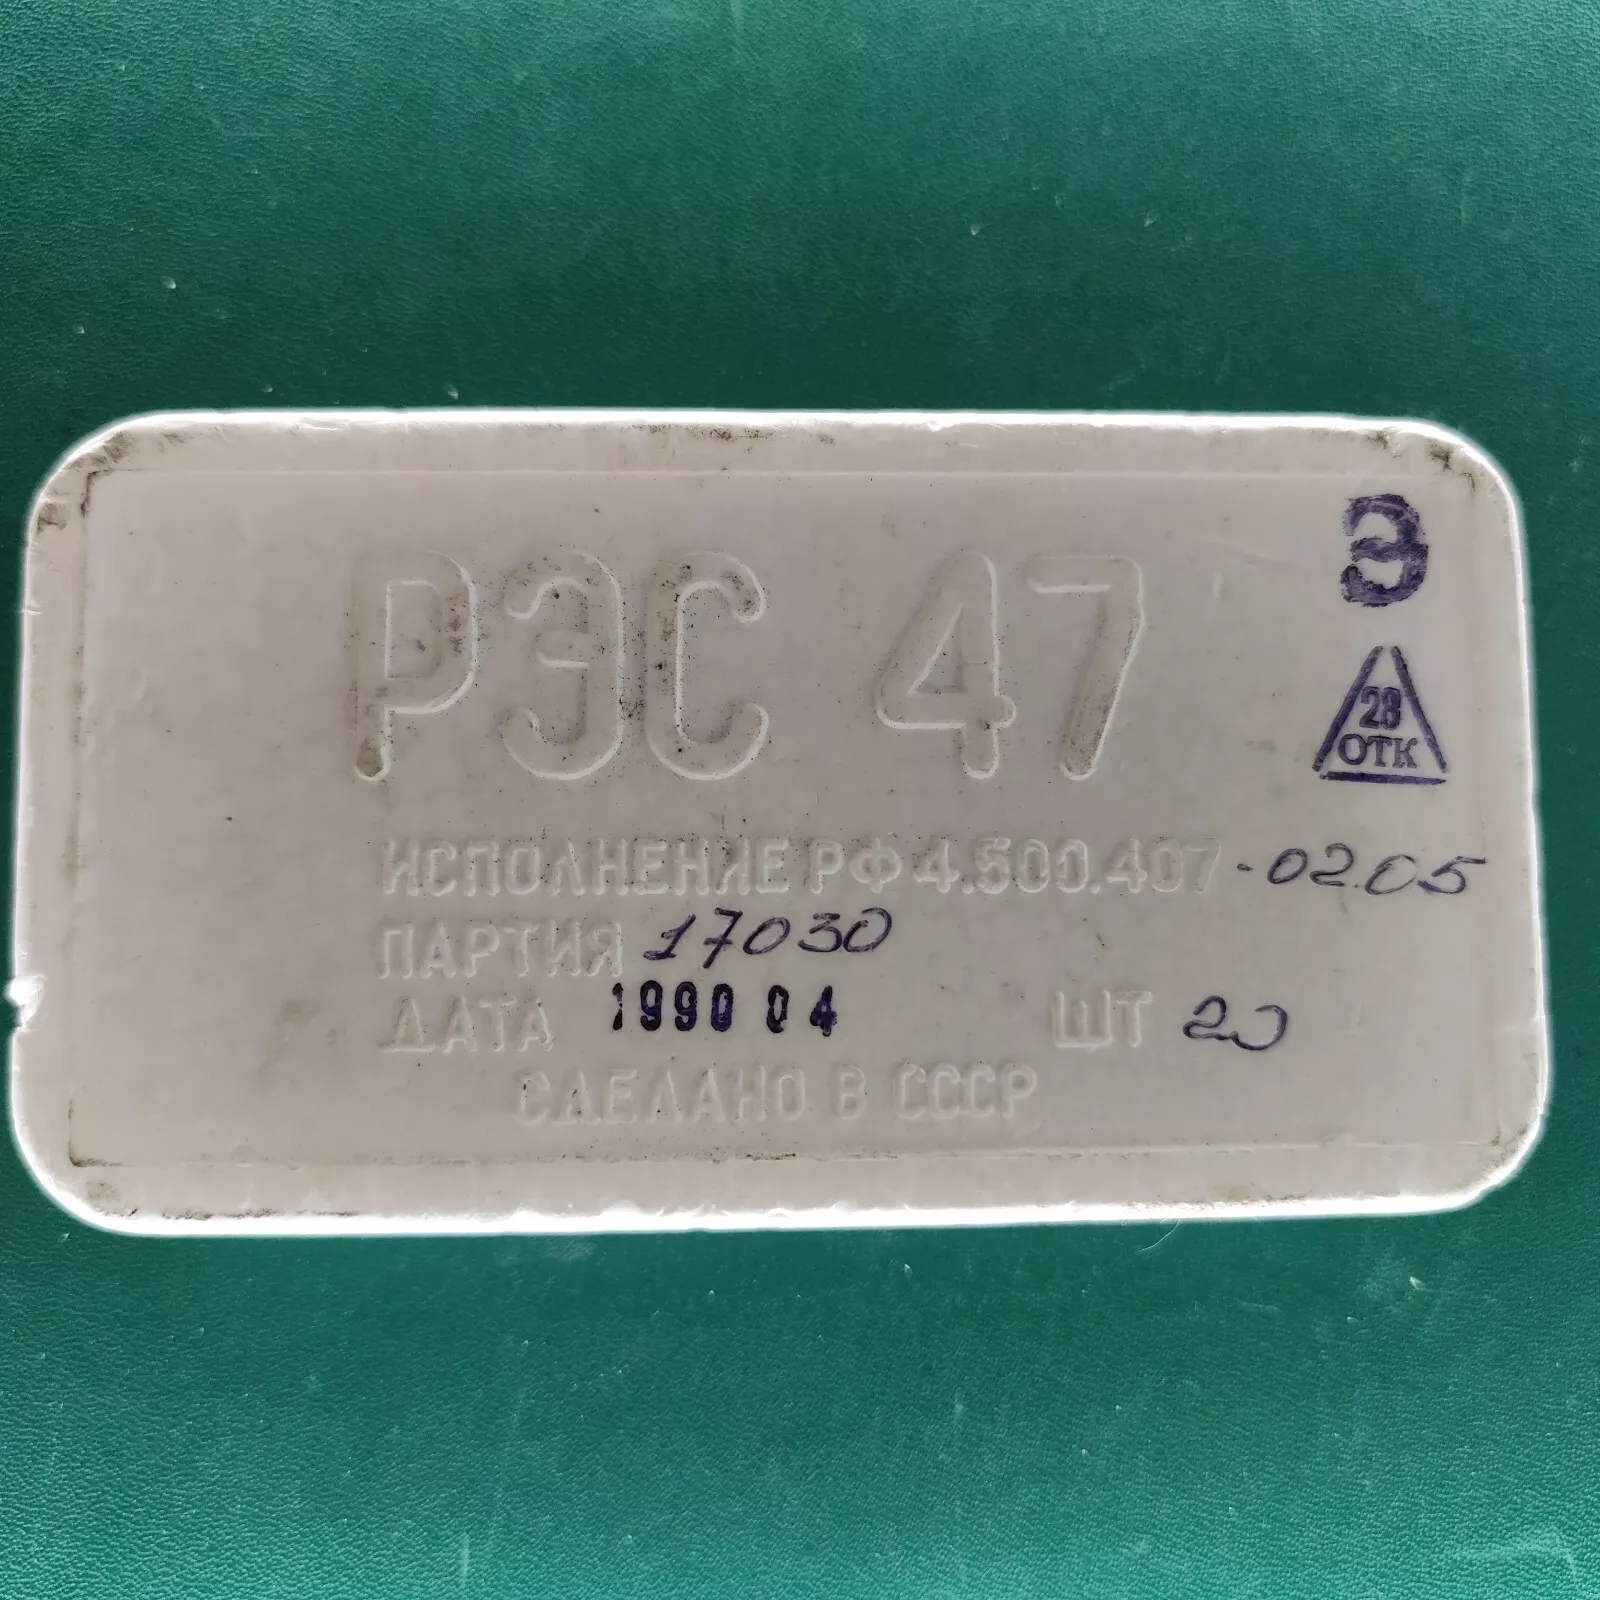 Э
РЭС 47
28
ОТК
ИСПОЛНЕНИЕ РФ4.500.407-02.05
ПАРТИЯ 17030
ДАТА 1990 04 ШТ 20
СДЕЛАНО В СССР